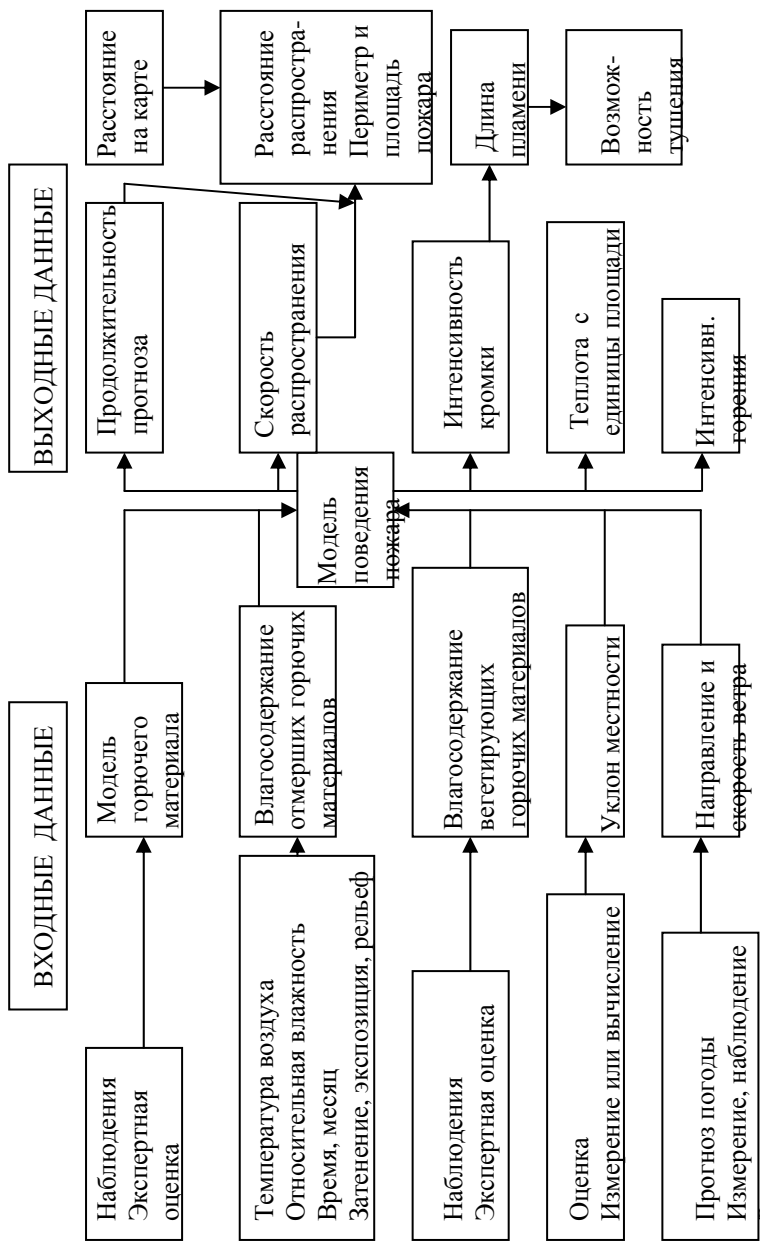 ВХОДНЫЕ ДАННЫЕ
ВЫХОДНЫЕ ДАННЫЕ
Наблюдения
Экспертная
оценка
Модель
горючего
материала
Продолжительность
прогноза
Расстояние
на карте
Температура воздуха
Относительная влажность
Время, месяц
Затенение, экспозиция, рельеф
Влагосодержание
отмерших горючих
материалов
Модель
поведения
пожара
Скорость
распространения
Расстояние
распростра-
нения
Периметр и
площадь
пожара
Наблюдения
Экспертная оценка
Влагосодержание
вегетирующих
горючих материалов
Интенсивность
кромки
Длина
пламени
Оценка
Измерение или вычисление
Уклон местности
Теплота с
единицы площади
Возмож-
ность
тушения
Прогноз погоды
Измерение, наблюдение
Направление и
скорость ветра
Интенсивн.
горения